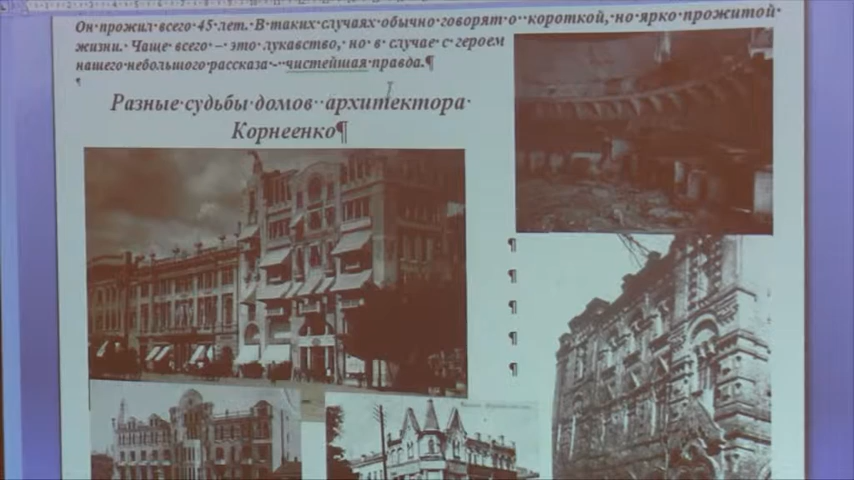 Он прожил всего 45 лет. В таких случаях обычно говорят о короткой, но ярко прожитой
жизни. Чаще всего – это лукавство, но в случае с героем
нашего небольшого рассказа – чистейшая правда.¶
¶
Разные судьбы домов архитектора
Корнеенко¶
¶
¶
¶
¶
¶